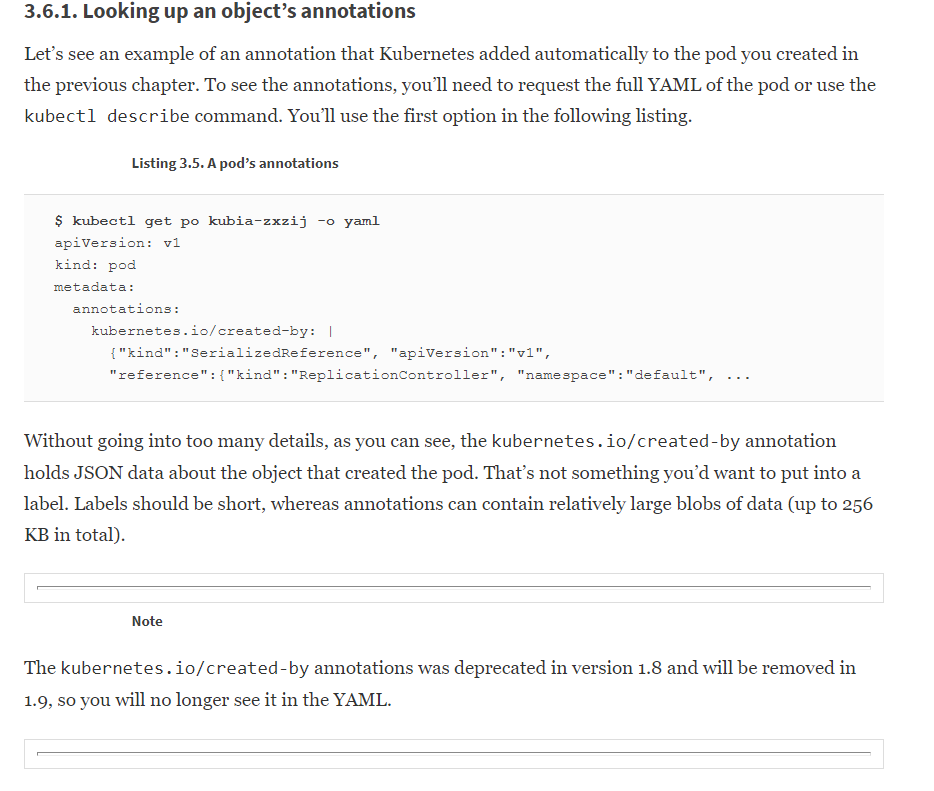 3.6.1. Looking up an object’s annotations
Let’s see an example of an annotation that Kubernetes added automatically to the pod you created in
the previous chapter. To see the annotations, you’ll need to request the full YAML of the pod or use the
kubectl describe command. You’ll use the first option in the following listing.
Listing 3.5. A pod’s annotations
$ kubectl get po kubia-zxzij -o yaml
apiVersion: v1
kind: pod
metadata:
  annotations:
    kubernetes.io/created-by: |
      {"kind":"SerializedReference", "apiVersion":"v1",
      "reference":{"kind":"ReplicationController", "namespace":"default", ...
Without going into too many details, as you can see, the kubernetes.io/created-by annotation
holds JSON data about the object that created the pod. That’s not something you’d want to put into a
label. Labels should be short, whereas annotations can contain relatively large blobs of data (up to 256
KB in total).
Note
The kubernetes.io/created-by annotations was deprecated in version 1.8 and will be removed in
1.9, so you will no longer see it in the YAML.